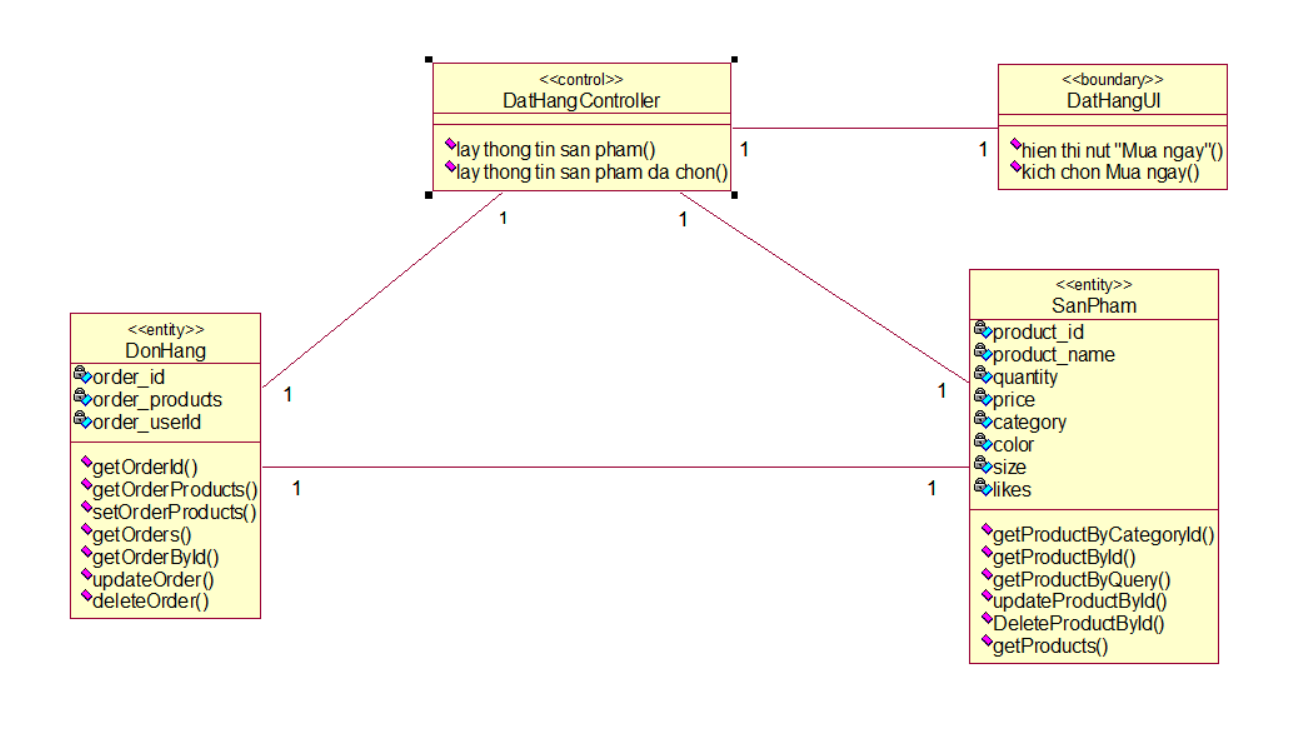 <<control>>
DatHangController
lay thong tin san pham()
lay thong tin san pham da chon()
<<boundary>>
DatHangUI
hien thi nut "Mua ngay"()
kich chon Mua ngay()
1
1
1
1
<<entity>>
SanPham
product_id
product_name
quantity
price
category
color
size
likes
getProductByCategoryId()
getProductById()
getProductByQuery()
updateProductById()
DeleteProductById()
getProducts()
<<entity>>
DonHang
order_id
order_products
order_userId
getOrderId()
getOrderProducts()
setOrderProducts()
getOrders()
getOrderById()
updateOrder()
deleteOrder()
1
1
1
1